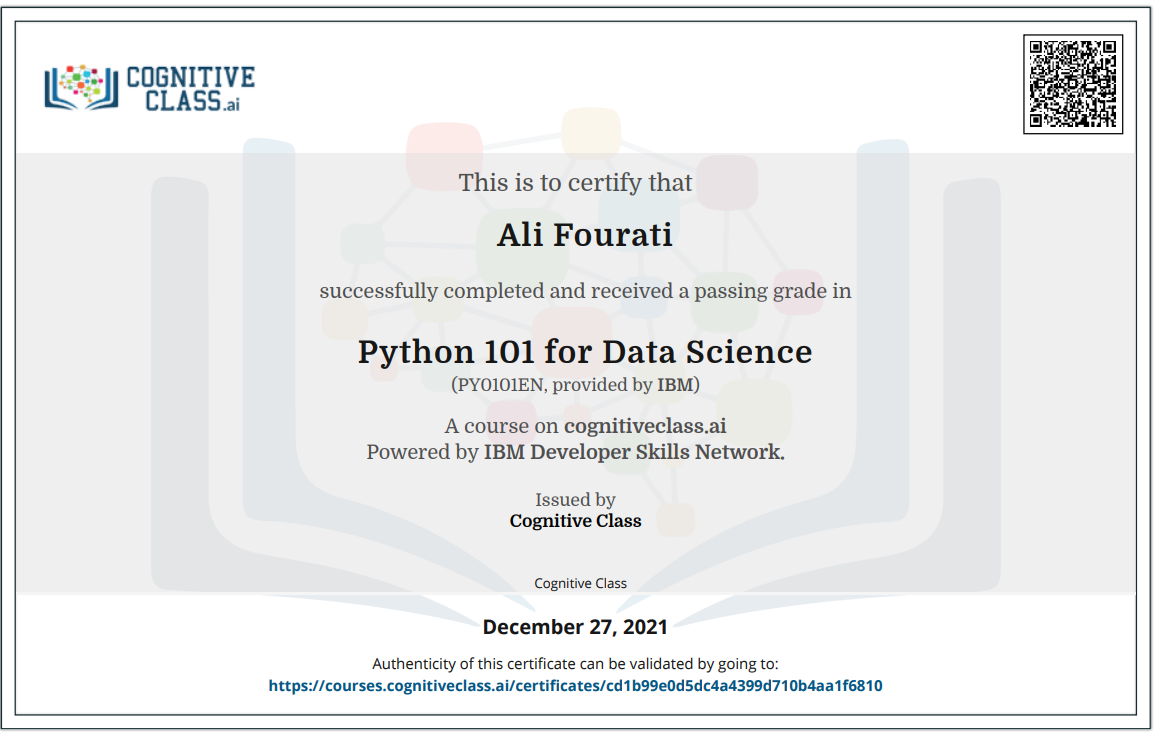 COGNITIVE
CLASS.ai
This is to certify that
Ali Fourati
successfully completed and received a passing grade in
Python 101 for Data Science
(PY0101EN, provided by IBM)
A course on cognitiveclass.ai
Powered by IBM Developer Skills Network.
Issued by
Cognitive Class
Cognitive Class
December 27, 2021
Authenticity of this certificate can be validated by going to:
https://courses.cognitiveclass.ai/certificates/cd1b99e0d5dc4a4399d710b4aa1f6810